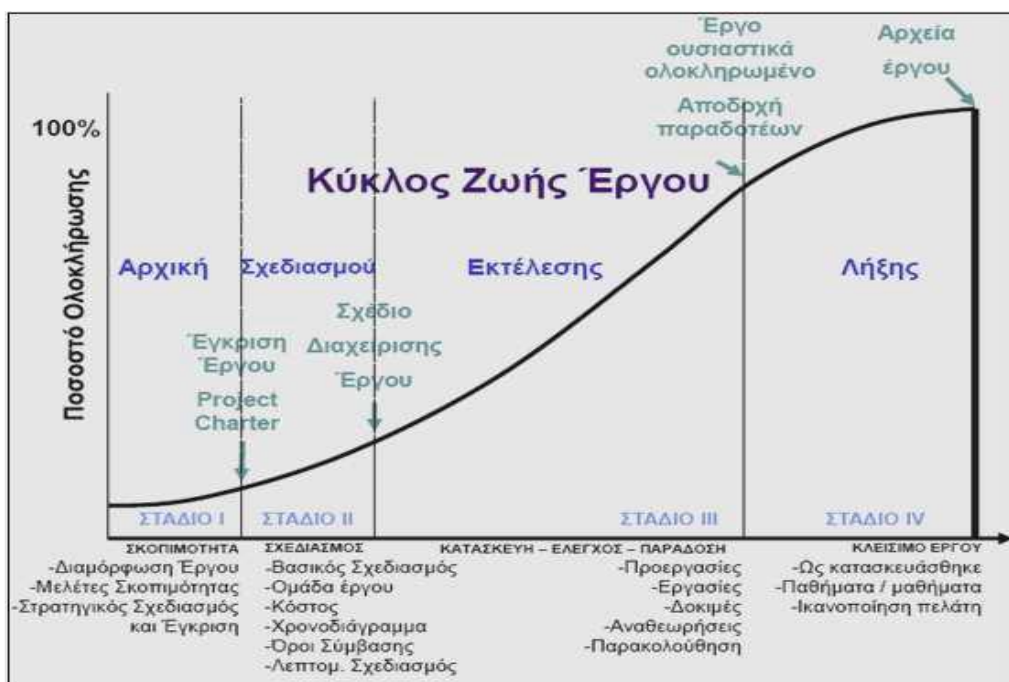 Έργο
ουσιαστικά
ολοκληρωμένο
Αποδοχή
παραδοτέων
Αρχεία
έργου
100%
Ποσοστό Ολοκλήρωσης
Κύκλος Ζωής Έργου
Αρχική
Σχεδιασμού
Εκτέλεσης
Λήξης
Έγκριση
Έργου
Project
Charter
Σχέδιο
Διαχείρισης
Έργου
ΣΤΑΔΙΟ I
ΣΤΑΔΙΟ II
ΣΤΑΔΙΟ III
ΣΤΑΔΙΟ IV
ΣΚΟΠΙΜΟΤΗΤΑ
-Διαμόρφωση Έργου
-Μελέτες Σκοπιμότητας
-Στρατηγικός Σχεδιασμός
και Έγκριση
ΣΧΕΔΙΑΣΜΟΣ
-Βασικός Σχεδιασμός
-Ομάδα έργου
-Κόστος
-Χρονοδιάγραμμα
-Όροι Σύμβασης
-Λεπτομ. Σχεδιασμός
ΚΑΤΑΣΚΕΥΗ – ΕΛΕΓΧΟΣ – ΠΑΡΑΔΟΣΗ
-Προεργασίες
-Εργασίες
-Δοκιμές
-Αναθεωρήσεις
-Παρακολούθηση
ΚΛΕΙΣΙΜΟ ΕΡΓΟΥ
-Ως κατασκευάσθηκε
-Παθήματα / μαθήματα
-Ικανοποίηση πελάτη